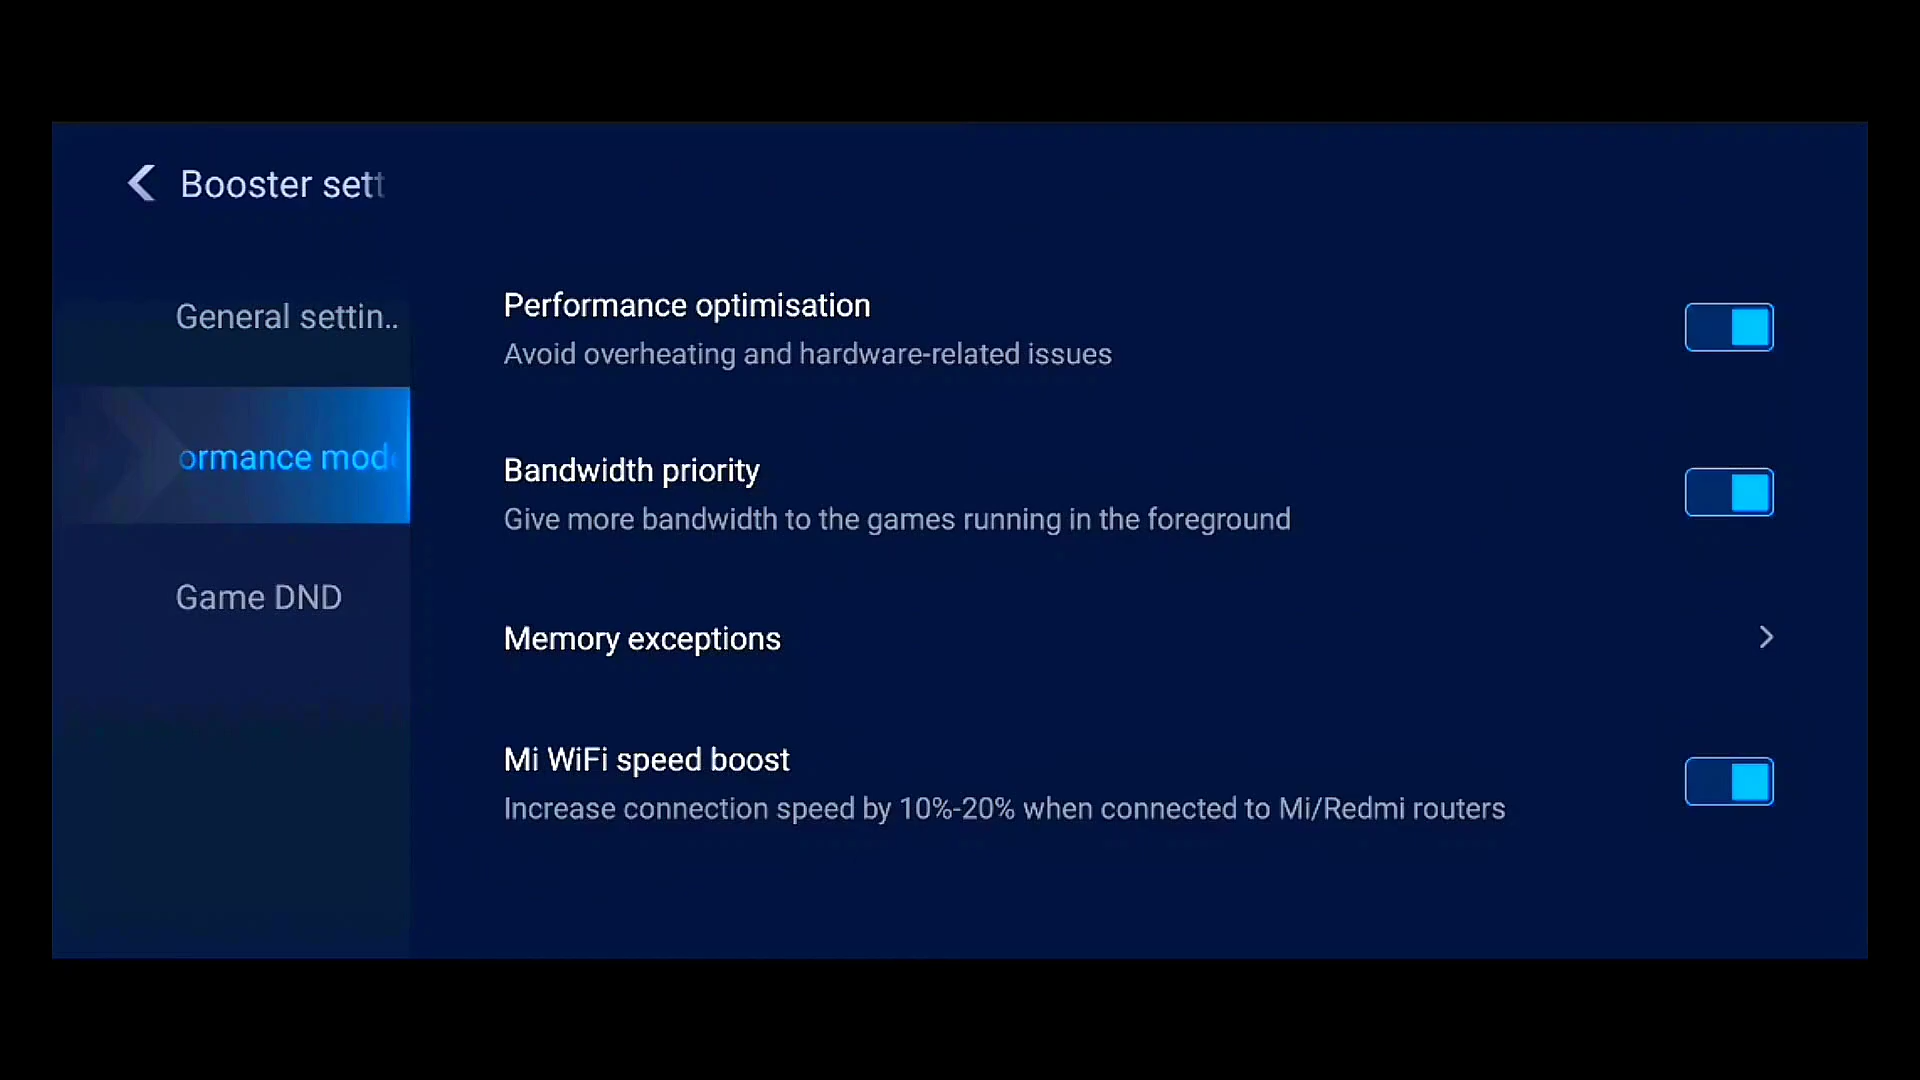 Booster sett
General settin..
ormance mode
Game DND
Performance optimisation
Avoid overheating and hardware-related issues
Bandwidth priority
Give more bandwidth to the games running in the foreground
Memory exceptions
Mi WiFi speed boost
Increase connection speed by 10%-20% when connected to Mi/Redmi routers